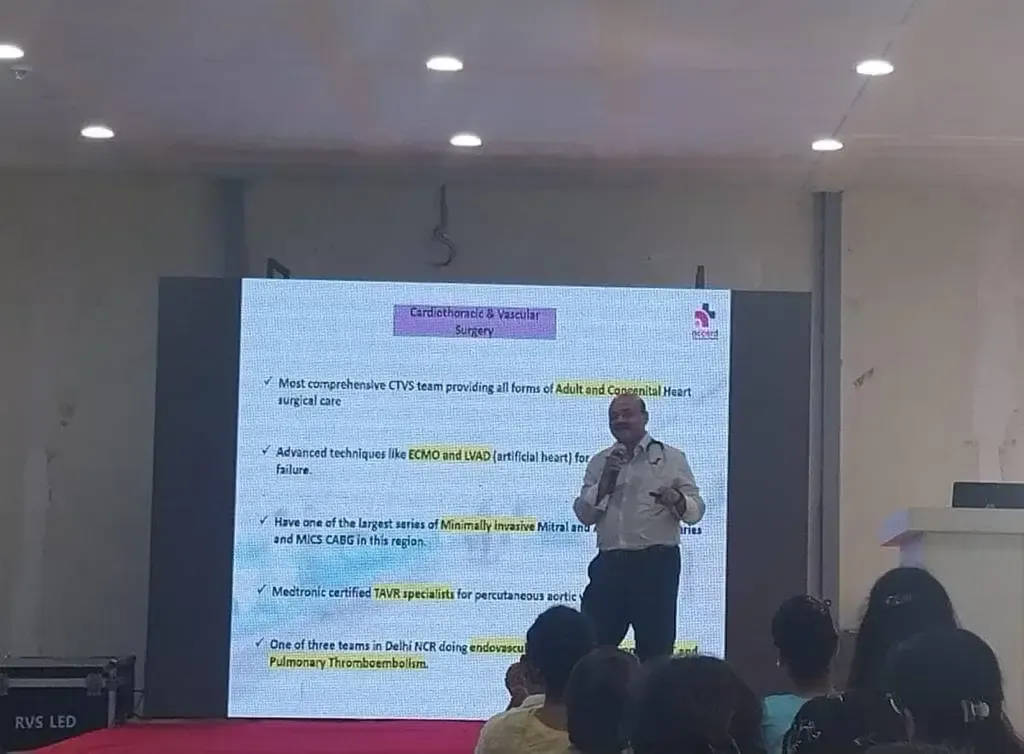 Cardiothoracic & Vascular
Surgery
accord
✓ Most comprehensive CTVS team providing all forms of Adult and Congenital Heart
surgical care
✓ Advanced techniques like ECMO and LVAD (artificial heart) for
failure.
✓ Have one of the largest series of Minimally Invasive Mitral and
and MICS CABG in this region.
✓ Medtronic certified TAVR specialists for percutaneous aortic
✓ One of three teams in Delhi NCR doing and
Pulmonary Thromboembolism.
RVS LED